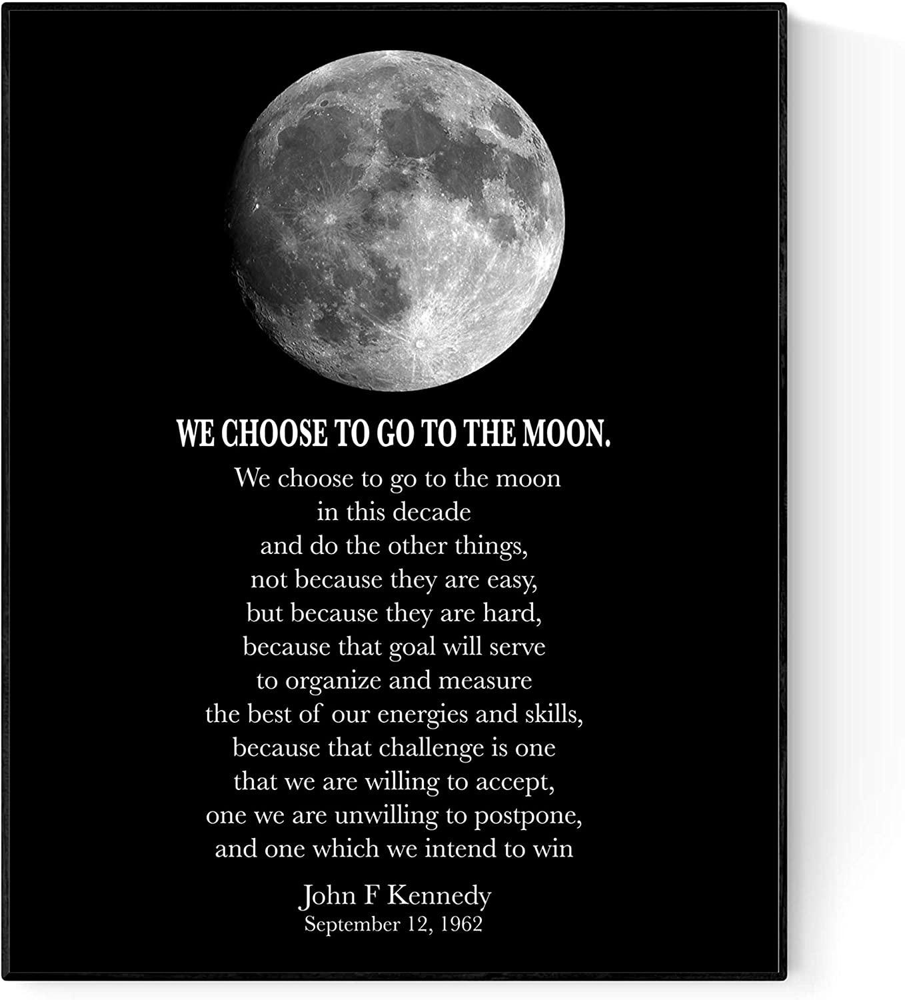 WE CHOOSE TO GO TO THE MOON.
We choose to go to the moon
in this decade
and do the other things,
not because they are easy,
but because they are hard,
because that goal will serve
to organize and measure
the best of our energies and skills,
because that challenge is one
that we are willing to accept,
one we are unwilling to postpone,
and one which we intend to win
John F Kennedy
September 12, 1962